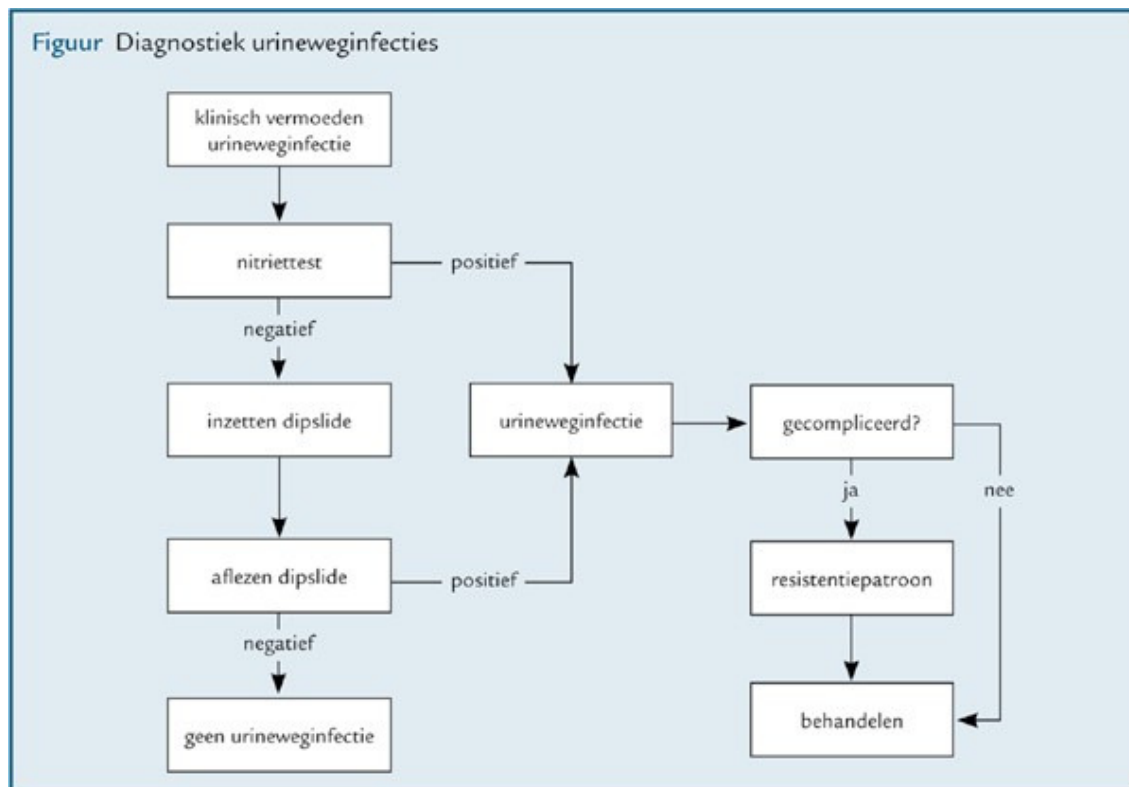 Figuur Diagnostiek urineweginfecties
klinisch vermoeden
urineweginfectie
nitriettest
positief
negatief
inzetten dipslide
urineweginfectie
gecompliceerd?
ja
nee
aflezen dipslide
positief
resistentiepatroon
negatief
geen urineweginfectie
behandelen